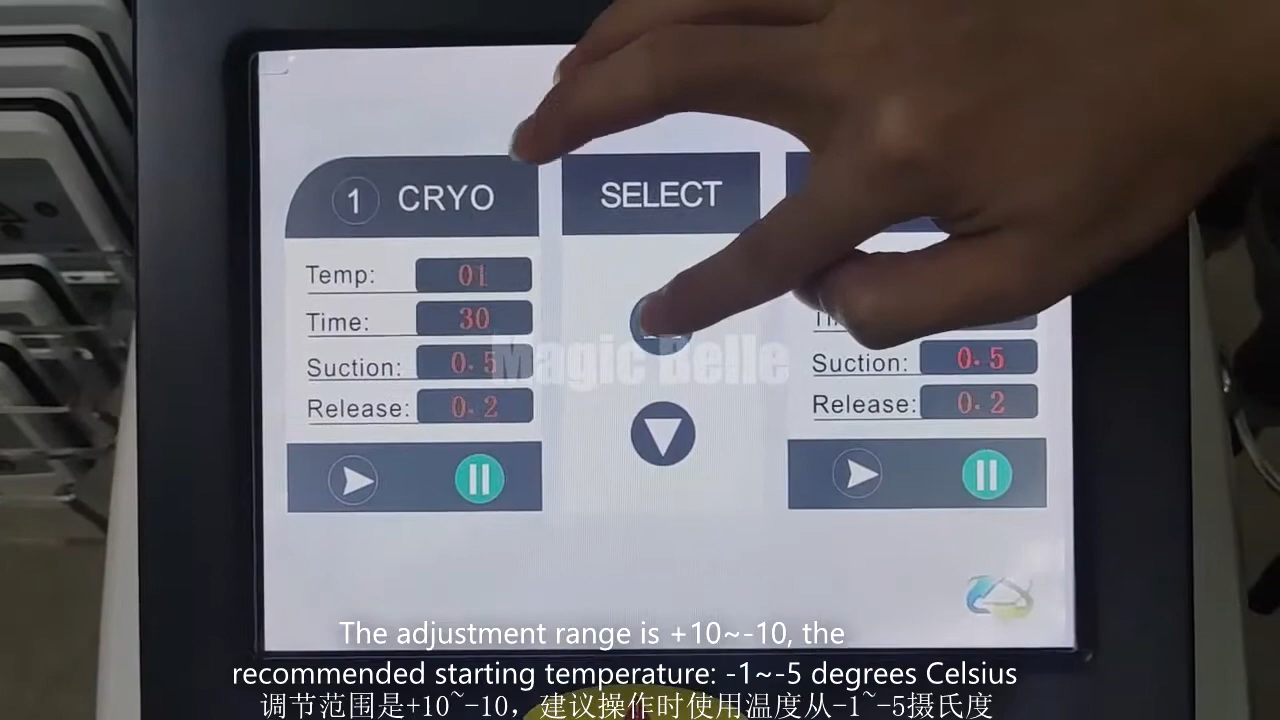 1 CRYO
SELECT
Temp: 01
Time: 30
Suction: 0.5
Release: 0.2
Suction: 0.5
Release: 0.2
Magic Belle
The adjustment range is +10~-10, the
recommended starting temperature: -1~-5 degrees Celsius
调节范围是+10~-10，建议操作时使用温度从-1~-5摄氏度